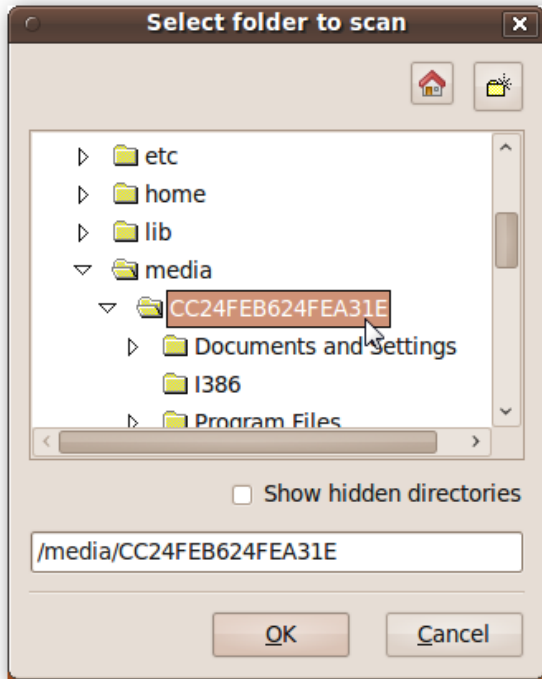 Select folder to scan
etc
home
lib
media
CC24FEB624FEA31E
Documents and Settings
I386
Program Files
Show hidden directories
/media/CC24FEB624FEA31E
OK
Cancel